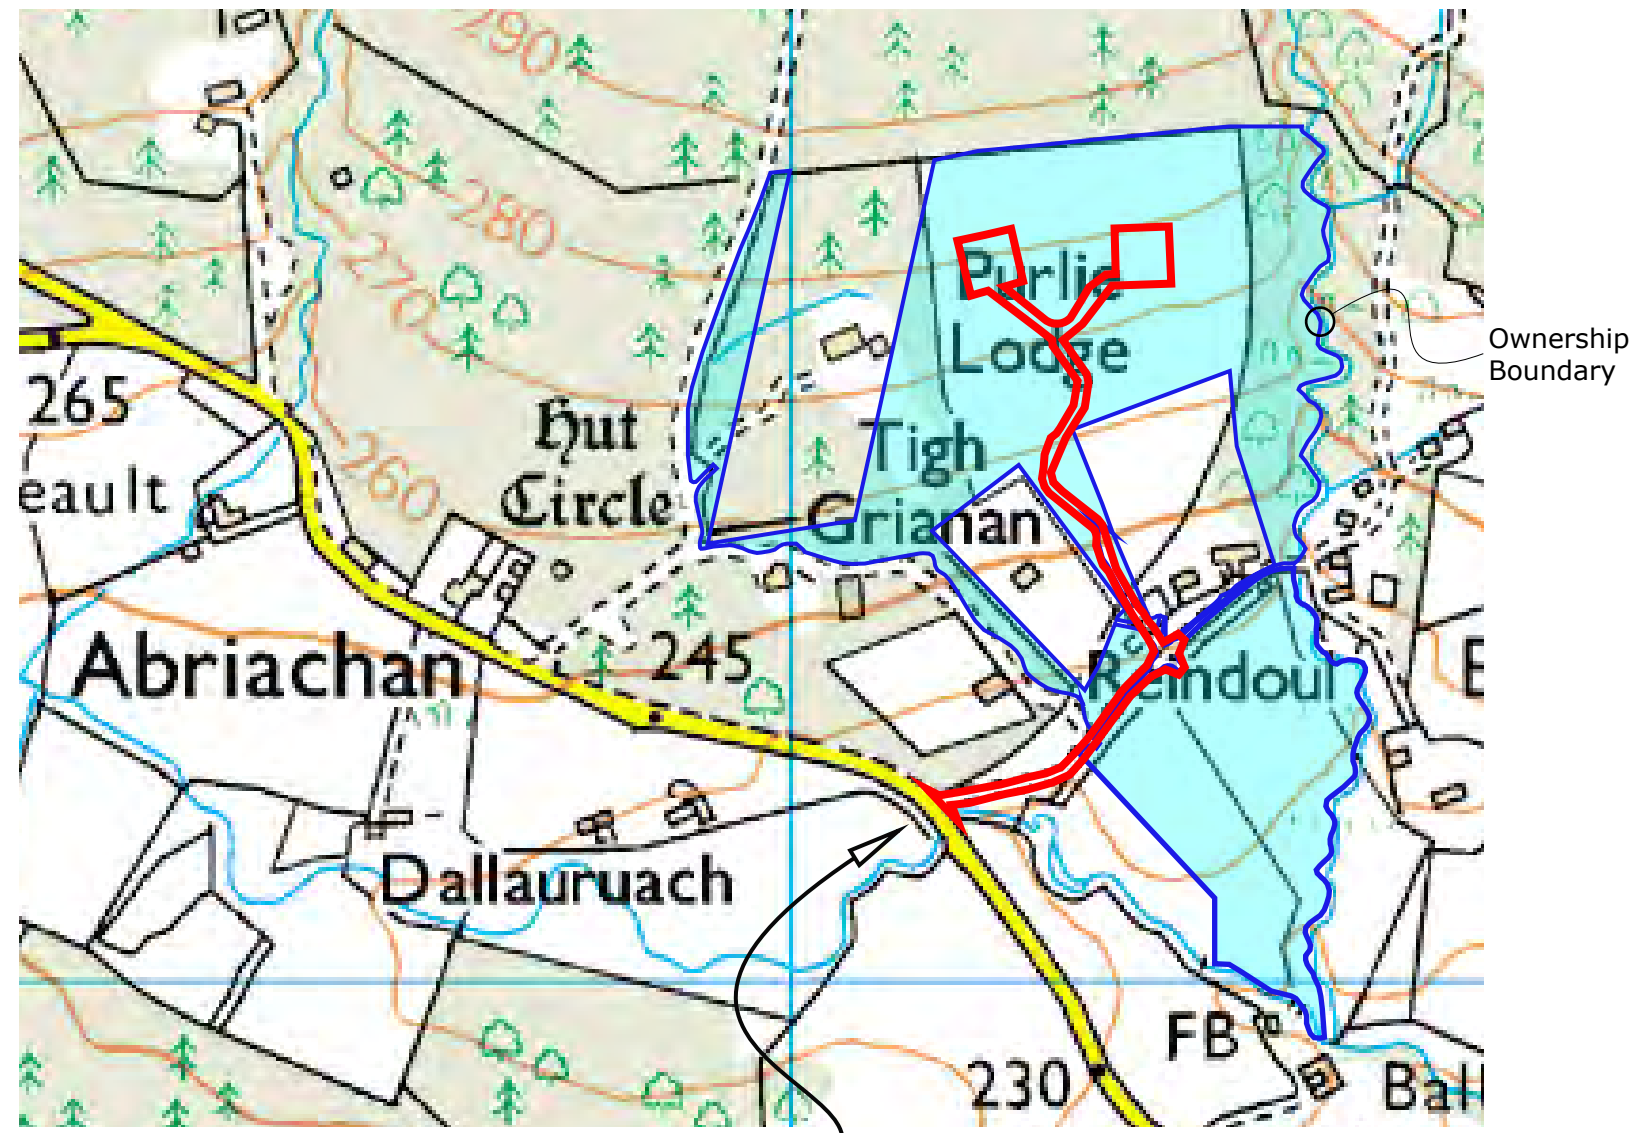 290
280
270
Purlie
Lodge
Ownership
Boundary
265
Hut
Circle
Tigh
Grianan
260
eault
Abriachan
245
Reindoul
E
Dallauruach
FB
230
Ball